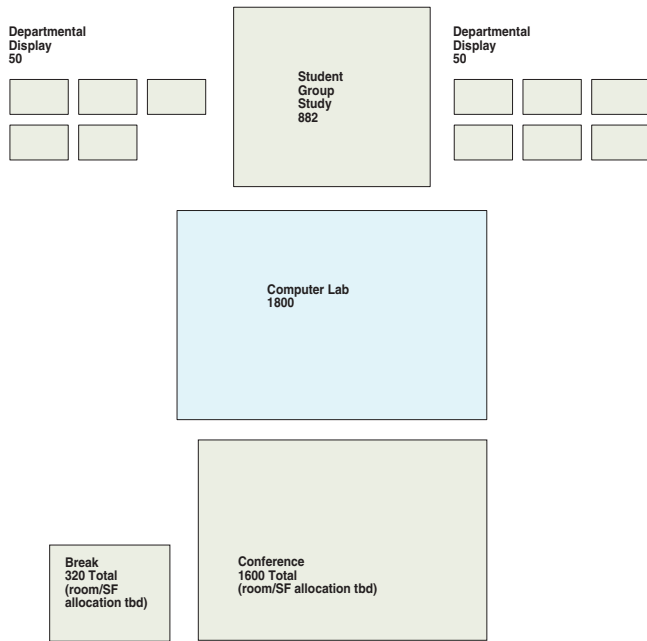 Departmental
Display
50
Student
Group
Study
882
Departmental
Display
50
Computer Lab
1800
Break
320 Total
(room/SF
allocation tbd)
Conference
1600 Total
(room/SF allocation tbd)